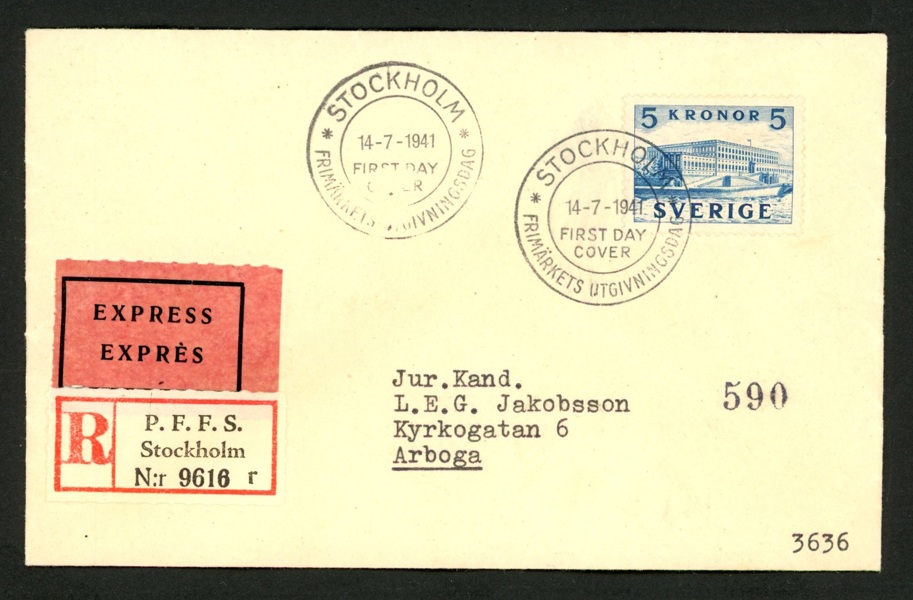 STOCKHOLM
14-7-1941
FIRST DAY
FRIMÄRKETS UTGIVNINGSDAG
5 KRONOR 5
SVERIGE
STOCKHOLM
14-7-1941
FIRST DAY
COVER
FRIMÄRKETS UTGIVNINGSDAG
EXPRESS
EXPRÈS
R
P. F. F. S.
Stockholm
N:r 9616 r
Jur.Kand.
L.E.G. Jakobsson
Kyrkogatan 6
Arboga
590
3636